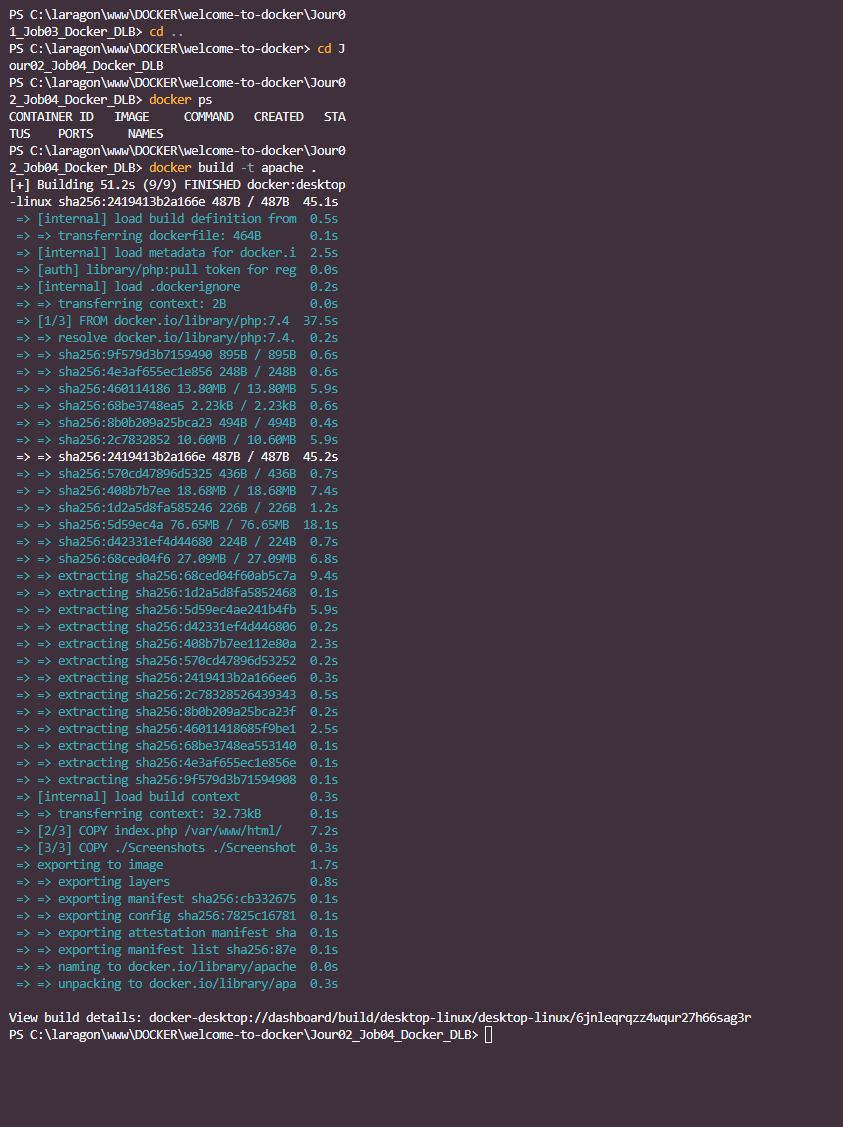 PS C:\laragon\www\DOCKER\welcome-to-docker\Jour0
1_Job03_Docker_DLB> cd ..
PS C:\laragon\www\DOCKER\welcome-to-docker> cd J
our02_Job04_Docker_DLB
PS C:\laragon\www\DOCKER\welcome-to-docker\Jour0
2_Job04_Docker_DLB> docker ps
CONTAINER ID   IMAGE     COMMAND   CREATED   STA
TUS    PORTS     NAMES
PS C:\laragon\www\DOCKER\welcome-to-docker\Jour0
2_Job04_Docker_DLB> docker build -t apache .
[+] Building 51.2s (9/9) FINISHED docker:desktop
-linux sha256:2419413b2a166e 487B / 487B  45.1s
 => [internal] load build definition from  0.5s
 => => transferring dockerfile: 464B       0.1s
 => [internal] load metadata for docker.i  2.5s
 => [auth] library/php:pull token for reg  0.0s
 => [internal] load .dockerignore          0.2s
 => => transferring context: 2B            0.0s
 => [1/3] FROM docker.io/library/php:7.4  37.5s
 => => resolve docker.io/library/php:7.4.  0.2s
 => => sha256:9f579d3b7159490 895B / 895B  0.6s
 => => sha256:4e3af655ec1e856 248B / 248B  0.6s
 => => sha256:460114186 13.80MB / 13.80MB  5.9s
 => => sha256:68be3748ea5 2.23kB / 2.23kB  0.6s
 => => sha256:8b0b209a25bca23 494B / 494B  0.4s
 => => sha256:2c7832852 10.60MB / 10.60MB  5.9s
 => => sha256:2419413b2a166e 487B / 487B  45.2s
 => => sha256:570cd47896d5325 436B / 436B  0.7s
 => => sha256:408b7b7ee 18.68MB / 18.68MB  7.4s
 => => sha256:1d2a5d8fa585246 226B / 226B  1.2s
 => => sha256:5d59ec4a 76.65MB / 76.65MB  18.1s
 => => sha256:d42331ef4d44680 224B / 224B  0.7s
 => => sha256:68ced04f6 27.09MB / 27.09MB  6.8s
 => => extracting sha256:68ced04f60ab5c7a  9.4s
 => => extracting sha256:1d2a5d8fa5852468  0.1s
 => => extracting sha256:5d59ec4ae241b4fb  5.9s
 => => extracting sha256:d42331ef4d446806  0.2s
 => => extracting sha256:408b7b7ee112e80a  2.3s
 => => extracting sha256:570cd47896d53252  0.2s
 => => extracting sha256:2419413b2a166ee6  0.3s
 => => extracting sha256:2c78328526439343  0.5s
 => => extracting sha256:8b0b209a25bca23f  0.2s
 => => extracting sha256:46011418685f9be1  2.5s
 => => extracting sha256:68be3748ea553140  0.1s
 => => extracting sha256:4e3af655ec1e856e  0.1s
 => => extracting sha256:9f579d3b71594908  0.1s
 => [internal] load build context          0.3s
 => => transferring context: 32.73kB       0.1s
 => [2/3] COPY index.php /var/www/html/    7.2s
 => [3/3] COPY ./Screenshots ./Screenshot  0.3s
 => exporting to image                     1.7s
 => => exporting layers                    0.8s
 => => exporting manifest sha256:cb332675  0.1s
 => => exporting config sha256:7825c16781  0.1s
 => => exporting attestation manifest sha  0.1s
 => => exporting manifest list sha256:87e  0.1s
 => => naming to docker.io/library/apache  0.0s
 => => unpacking to docker.io/library/apa  0.3s
View build details: docker-desktop://dashboard/build/desktop-linux/desktop-linux/6jnleqrqzz4wqur27h66sag3r
PS C:\laragon\www\DOCKER\welcome-to-docker\Jour02_Job04_Docker_DLB>